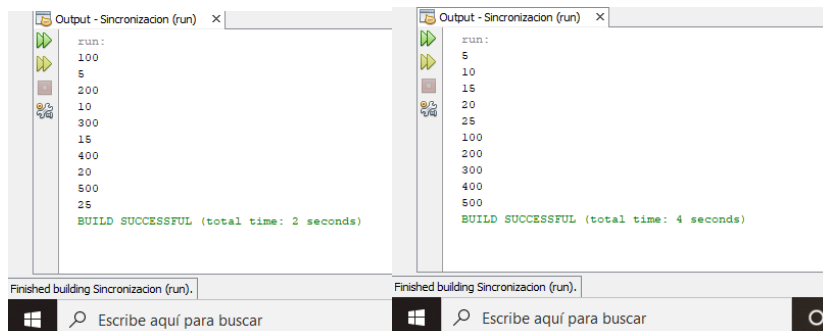 Output - Sincronizacion (run) ×
run:
100
5
200
10
300
15
400
20
500
25
BUILD SUCCESSFUL (total time: 2 seconds)
Finished building Sincronizacion (run).
Escribe aquí para buscar
Output - Sincronizacion (run) ×
run:
5
10
15
20
25
100
200
300
400
500
BUILD SUCCESSFUL (total time: 4 seconds)
Finished building Sincronizacion (run).
Escribe aquí para buscar